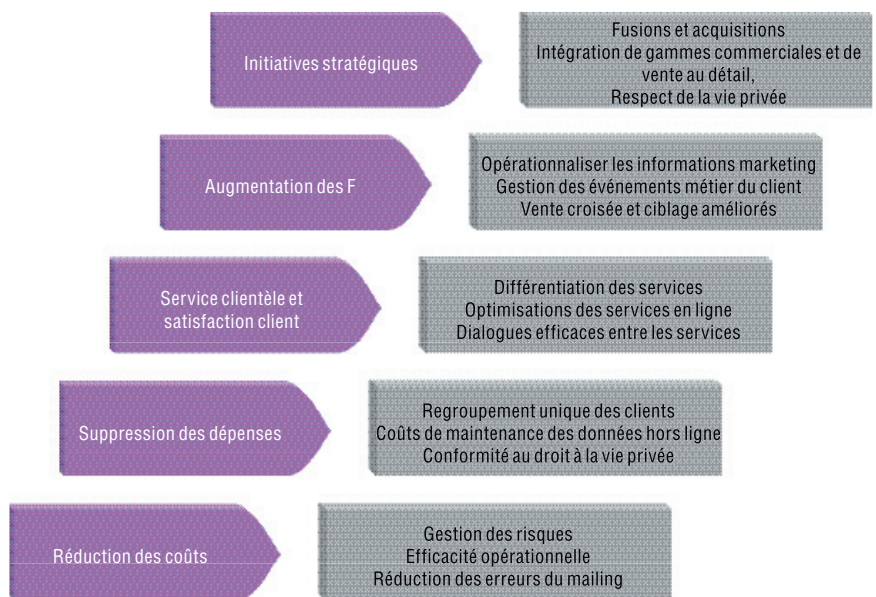 Initiatives stratégiques
Fusions et acquisitions
Intégration de gammes commerciales et de
vente au détail,
Respect de la vie privée
Augmentation des F
Opérationnaliser les informations marketing
Gestion des événements métier du client
Vente croisée et ciblage améliorés
Service clientèle et
satisfaction client
Différentiation des services
Optimisations des services en ligne
Dialogues efficaces entre les services
Suppression des dépenses
Regroupement unique des clients
Coûts de maintenance des données hors ligne
Conformité au droit à la vie privée
Réduction des coûts
Gestion des risques
Efficacité opérationnelle
Réduction des erreurs du mailing